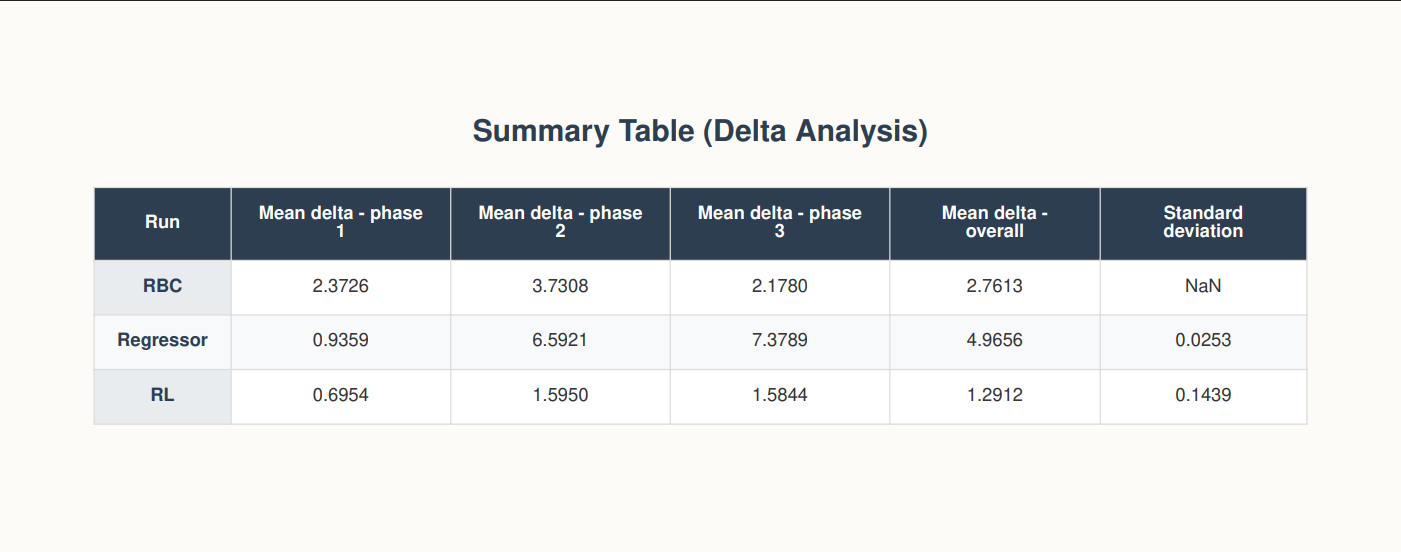 Summary Table (Delta Analysis)
Run Mean delta - phase 1 Mean delta - phase 2 Mean delta - phase 3 Mean delta - overall Standard deviation
RBC 2.3726 3.7308 2.1780 2.7613 NaN
Regressor 0.9359 6.5921 7.3789 4.9656 0.0253
RL 0.6954 1.5950 1.5844 1.2912 0.1439